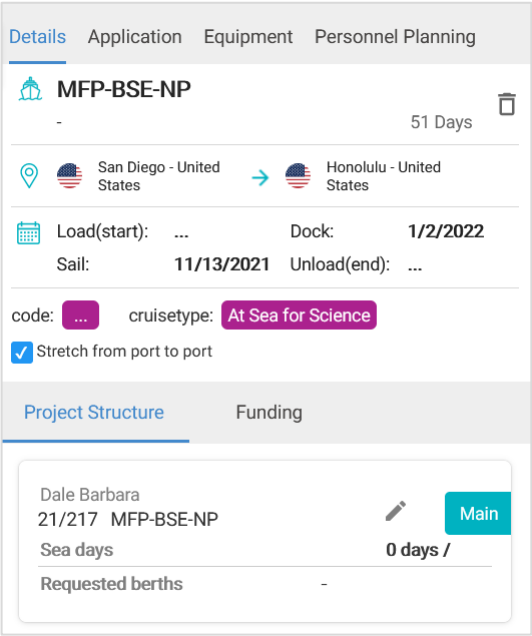 Details Application Equipment Personnel Planning
MFP-BSE-NP
- 51 Days
San Diego - United States → Honolulu - United States
Load(start): ... Dock: 1/2/2022
Sail: 11/13/2021 Unload(end): ...
code: ... cruisetype: At Sea for Science
Stretch from port to port
Project Structure Funding
Dale Barbara
21/217 MFP-BSE-NP Main
Sea days 0 days /
Requested berths -